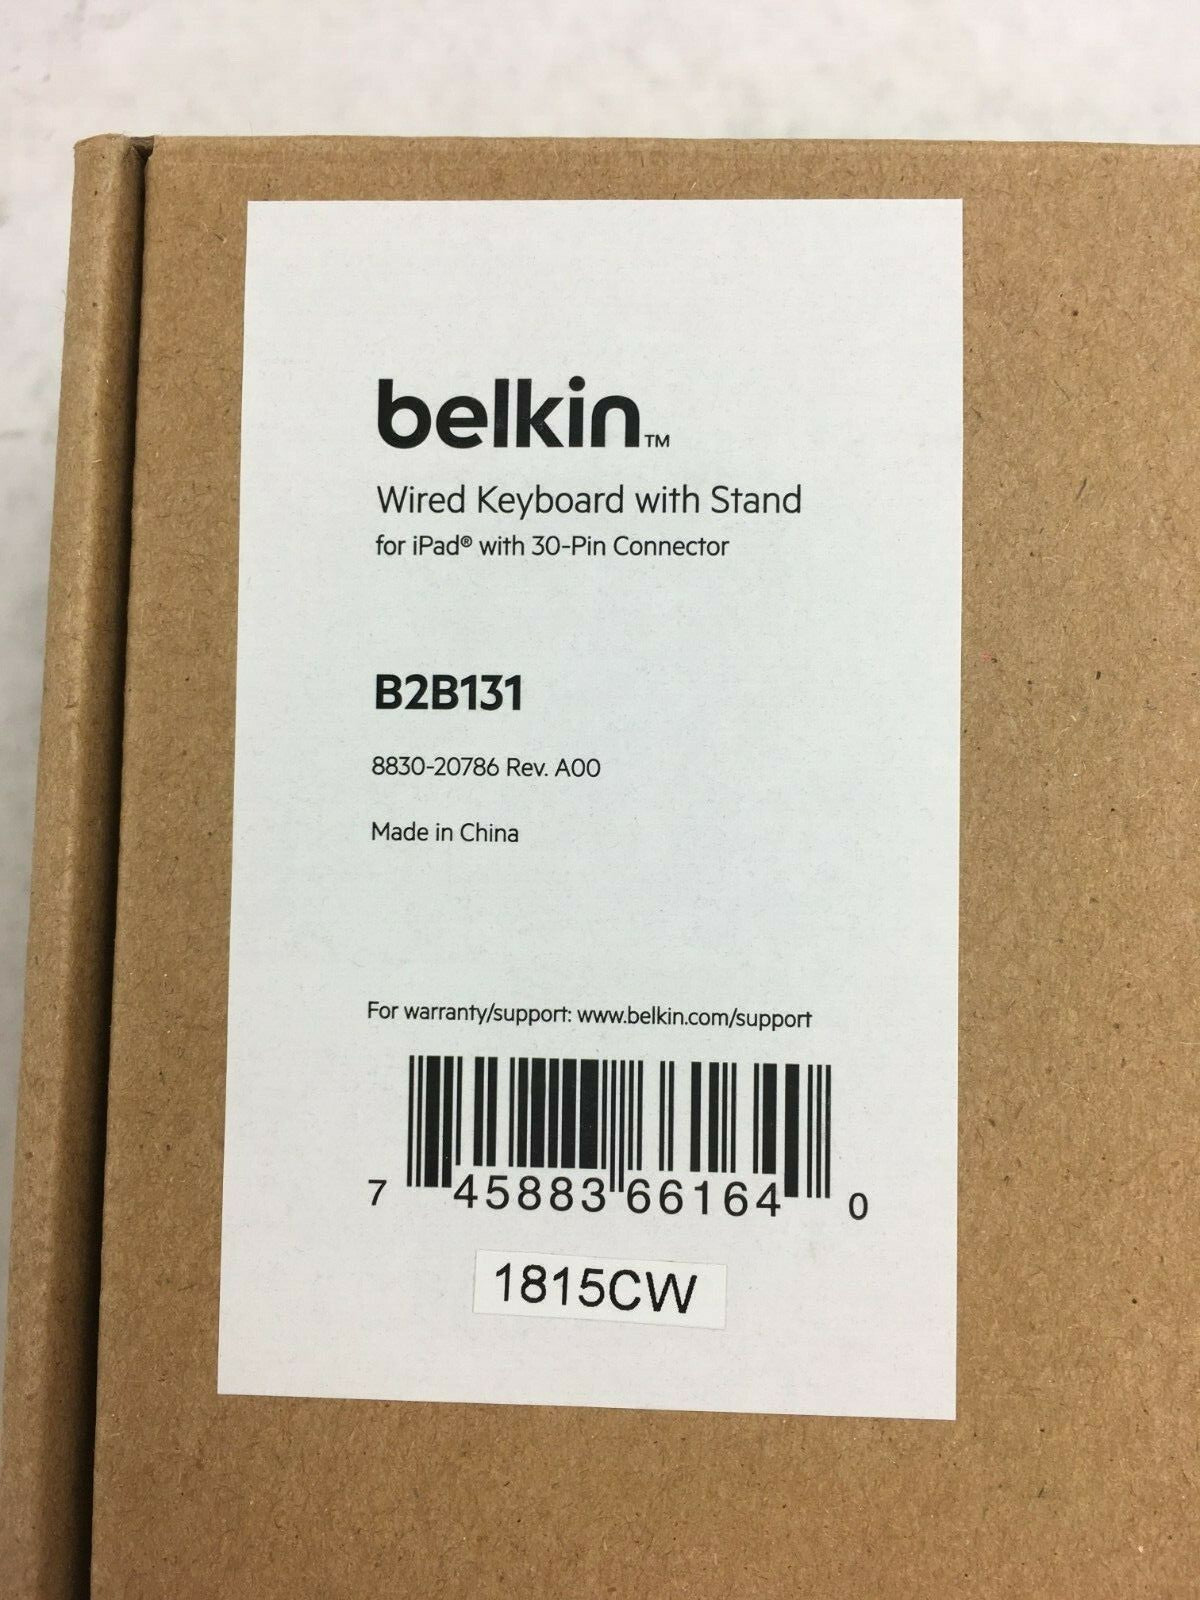 belkin™
Wired Keyboard with Stand
for iPad® with 30-Pin Connector
B2B131
8830-20786 Rev. A00
Made in China
For warranty/support: www.belkin.com/support
7 45883 66164 0
1815CW